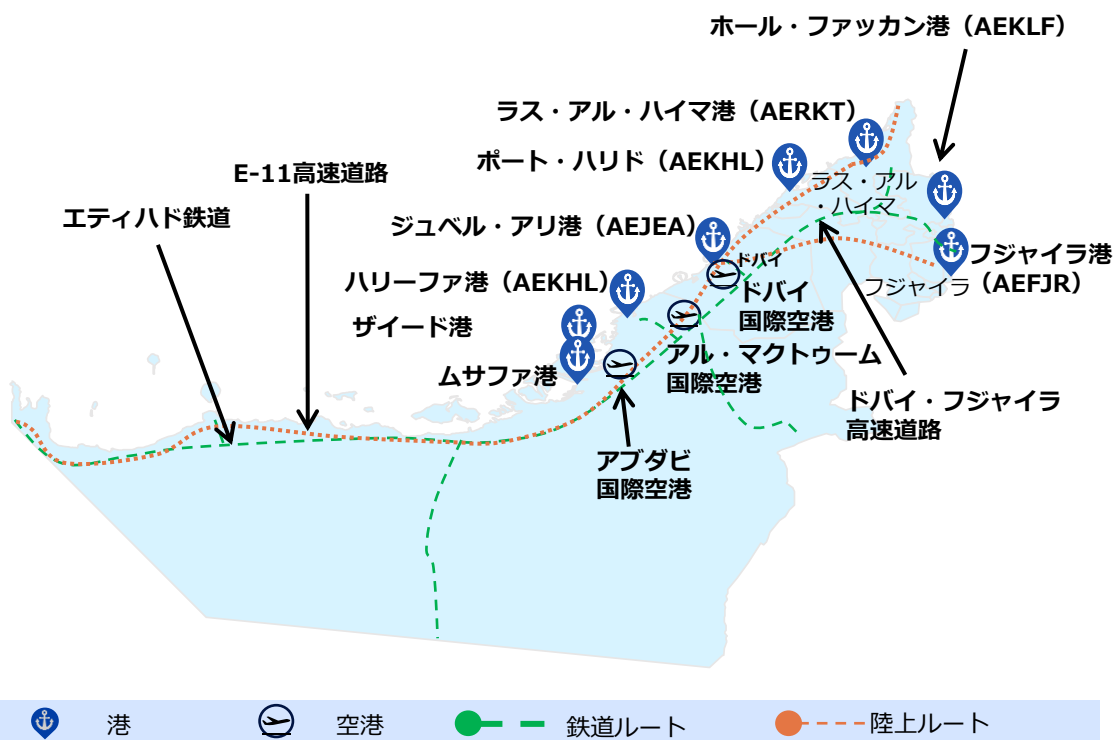 ホール・ファッカン港（AEKLF）
ラス・アル・ハイマ港（AERKT）
ポート・ハリド（AEKHL）
E-11高速道路
ラス・アル
・ハイマ
エティハド鉄道
ジュベル・アリ港（AEJEA）
フジャイラ港
（AEFJR）
フジャイラ
ドバイ
ハリーファ港（AEKHL）
ドバイ
国際空港
ザイード港
アル・マクトゥーム
国際空港
ムサファ港
ドバイ・フジャイラ
高速道路
アブダビ
国際空港
港
空港
鉄道ルート
陸上ルート